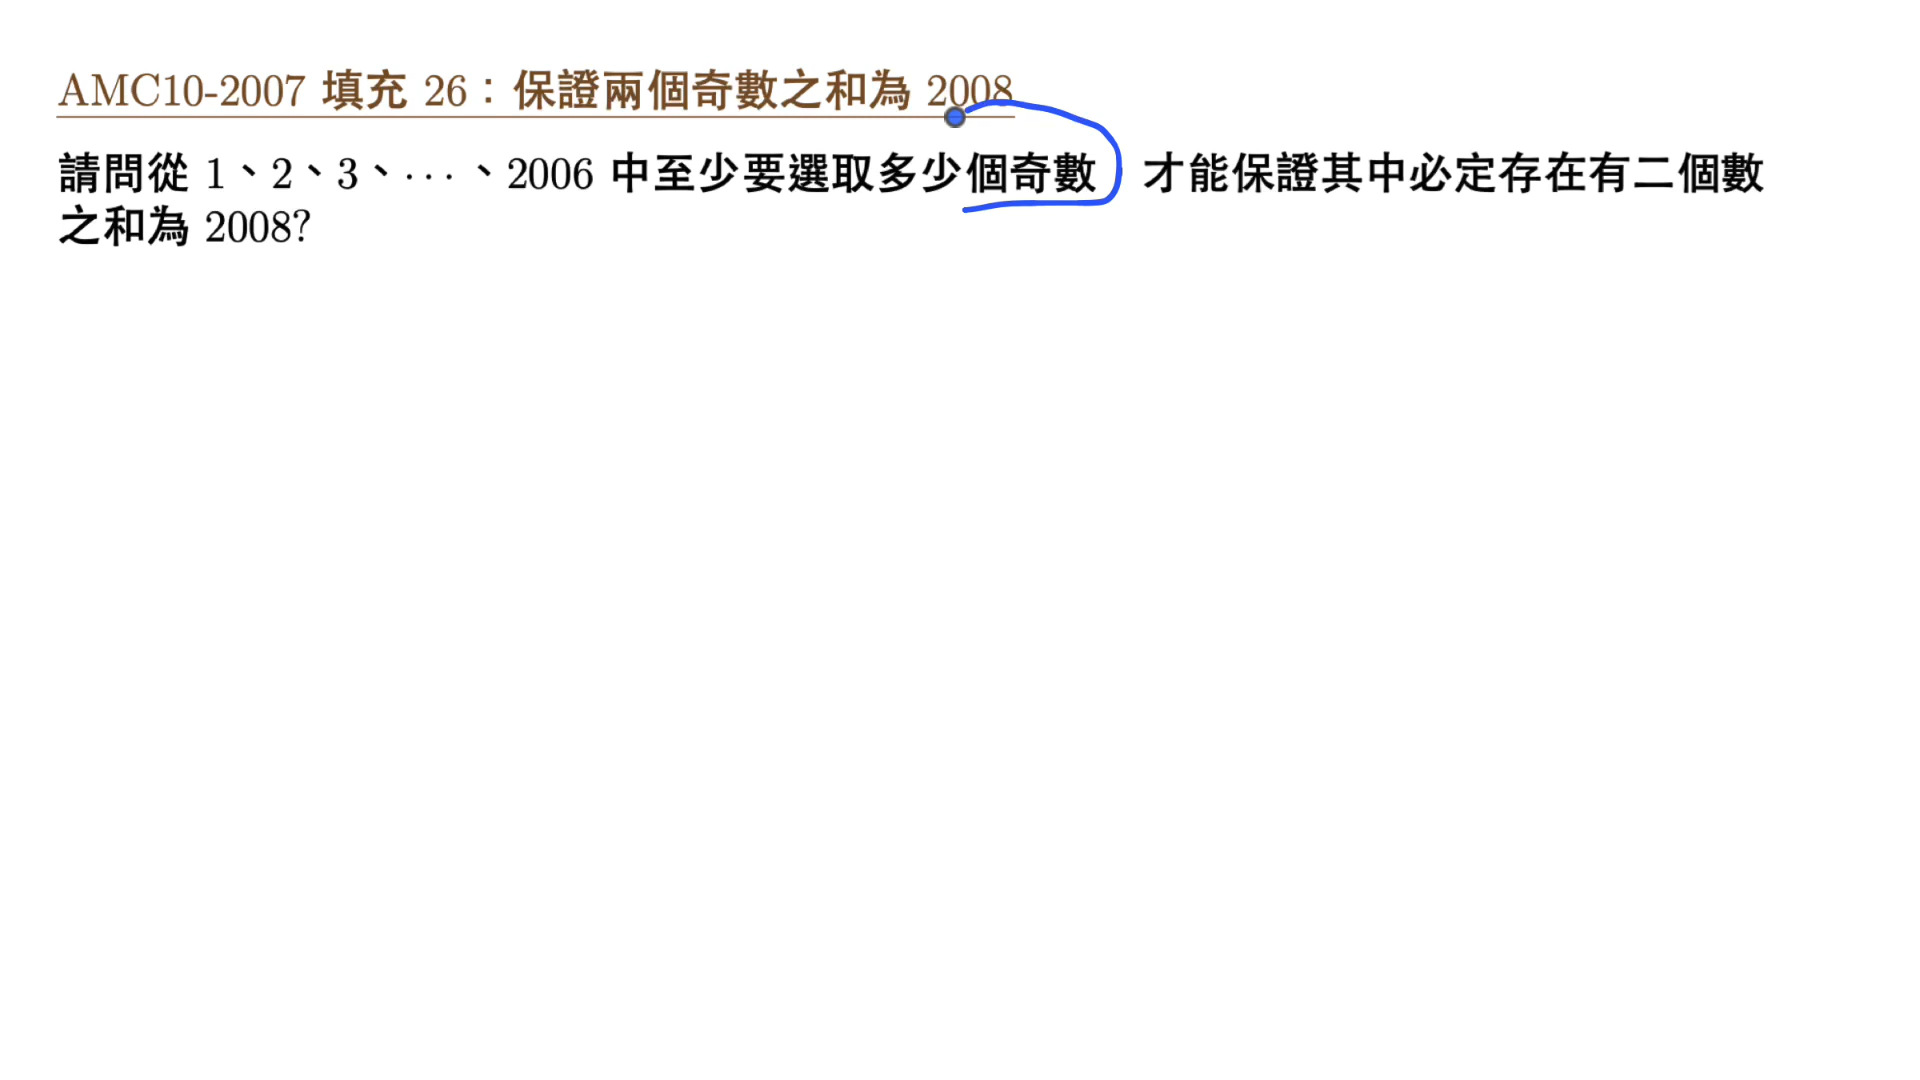 AMC10-2007 填充 26：保證兩個奇數之和為 2008
請問從 1、2、3、⋯、2006 中至少要選取多少個奇數 才能保證其中必定存在有二個數
之和為 2008?